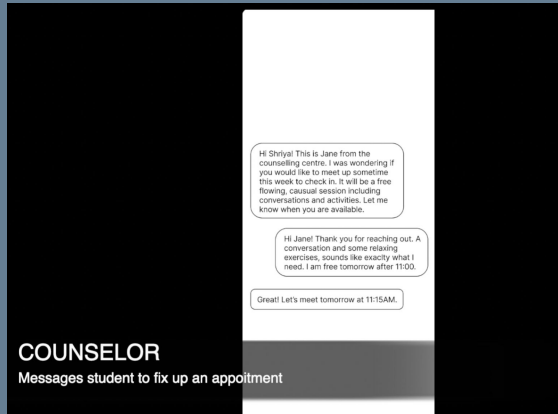 Hi Shriya! This is Jane from the
counselling centre. I was wondering if
you would like to meet up sometime
this week to check in. It will be a free
flowing, causual session including
conversations and activities. Let me
know when you are available.
Hi Jane! Thank you for reaching out. A
conversation and some relaxing
exercises, sounds like exaclty what I
need. I am free tomorrow after 11:00.
Great! Let's meet tomorrow at 11:15AM.
COUNSELOR
Messages student to fix up an appoitment